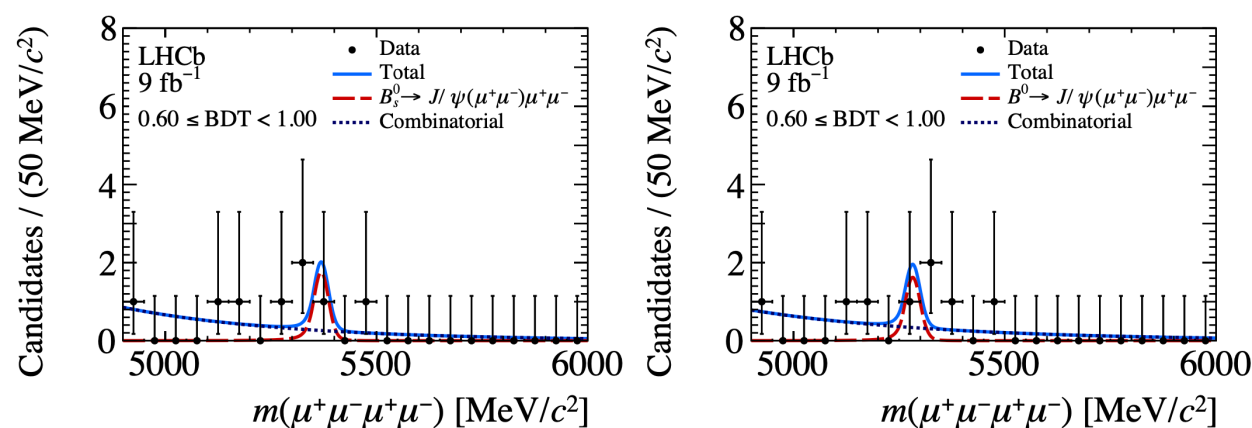 8
6
4
2
0
Candidates / (50 MeV/c²)
LHCb
9 fb⁻¹
0.60 ≤ BDT < 1.00
Data
Total
B⁰ₛ → J/ψ(μ⁺μ⁻)μ⁺μ⁻
Combinatorial
5000 5500 6000
m(μ⁺μ⁻μ⁺μ⁻) [MeV/c²]
8
6
4
2
0
Candidates / (50 MeV/c²)
LHCb
9 fb⁻¹
0.60 ≤ BDT < 1.00
Data
Total
B⁰ → J/ψ(μ⁺μ⁻)μ⁺μ⁻
Combinatorial
5000 5500 6000
m(μ⁺μ⁻μ⁺μ⁻) [MeV/c²]